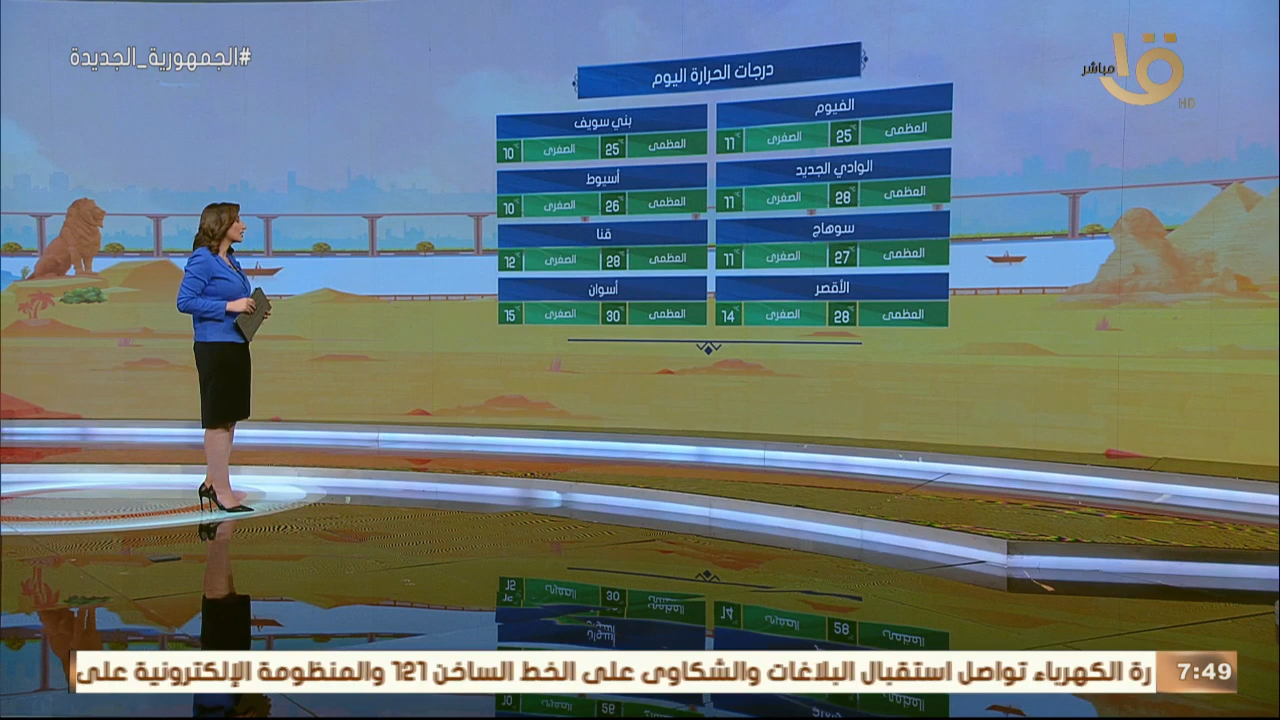 #الجمهورية_الجديدة
مباشر
HD
درجات الحرارة اليوم
الفيوم
العظمى 25°c الصغرى 11°c
بني سويف
العظمى 25°c الصغرى 10°c
الوادي الجديد
العظمى 28°c الصغرى 11°c
أسيوط
العظمى 26°c الصغرى 10°c
سوهاج
العظمى 27°c الصغرى 11°c
قنا
العظمى 28°c الصغرى 12°c
الأقصر
العظمى 28°c الصغرى 14°c
أسوان
العظمى 30°c الصغرى 15°c
7:49
رة الكهرباء تواصل استقبال البلاغات والشكاوى على الخط الساخن 121 والمنظومة الإلكترونية على